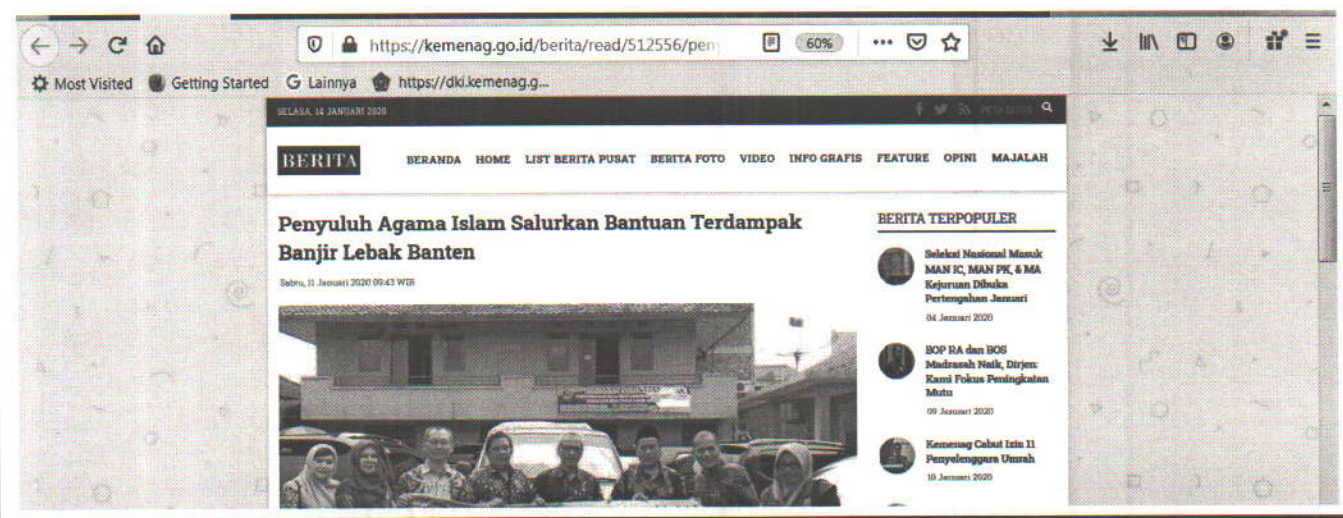 https://kemenag.go.id/berita/read/512556/peny
60%
Most Visited
Getting Started
Lainnya
https://dki.kemenag.g...
SELASA, 14 JANUARI 2020
BERITA
BERANDA HOME LIST BERITA PUSAT BERITA FOTO VIDEO INFO GRAFIS FEATURE OPINI MAJALAH
Penyuluh Agama Islam Salurkan Bantuan Terdampak
Banjir Lebak Banten
Sabtu, 11 Januari 2020 09:43 WIB
BERITA TERPOPULER
Seleksi Nasional Masuk
MAN IC, MAN PK, & MA
Kejuruan Dibuka
Pertengahan Januari
04 Januari 2020
BOP RA dan BOS
Madrasah Naik, Dirjen:
Kami Fokus Peningkatan
Mutu
09 Januari 2020
Kemenag Cabut Izin 11
Penyelenggara Umrah
10 Januari 2020